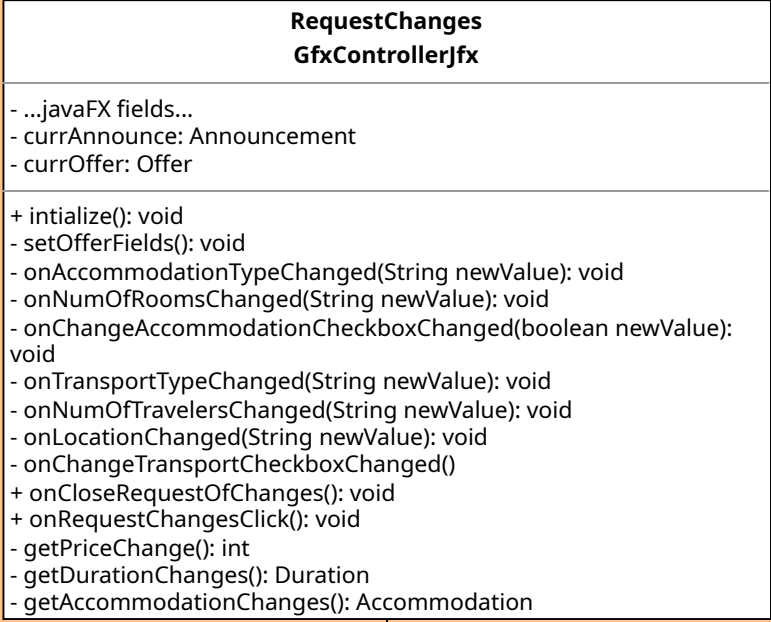 RequestChanges
GfxControllerJfx
- ...javaFX fields...
- currAnnounce: Announcement
- currOffer: Offer
+ intialize(): void
- setOfferFields(): void
- onAccommodationTypeChanged(String newValue): void
- onNumOfRoomsChanged(String newValue): void
- onChangeAccommodationCheckboxChanged(boolean newValue):
void
- onTransportTypeChanged(String newValue): void
- onNumOfTravelersChanged(String newValue): void
- onLocationChanged(String newValue): void
- onChangeTransportCheckboxChanged()
+ onCloseRequestOfChanges(): void
+ onRequestChangesClick(): void
- getPriceChange(): int
- getDurationChanges(): Duration
- getAccommodationChanges(): Accommodation